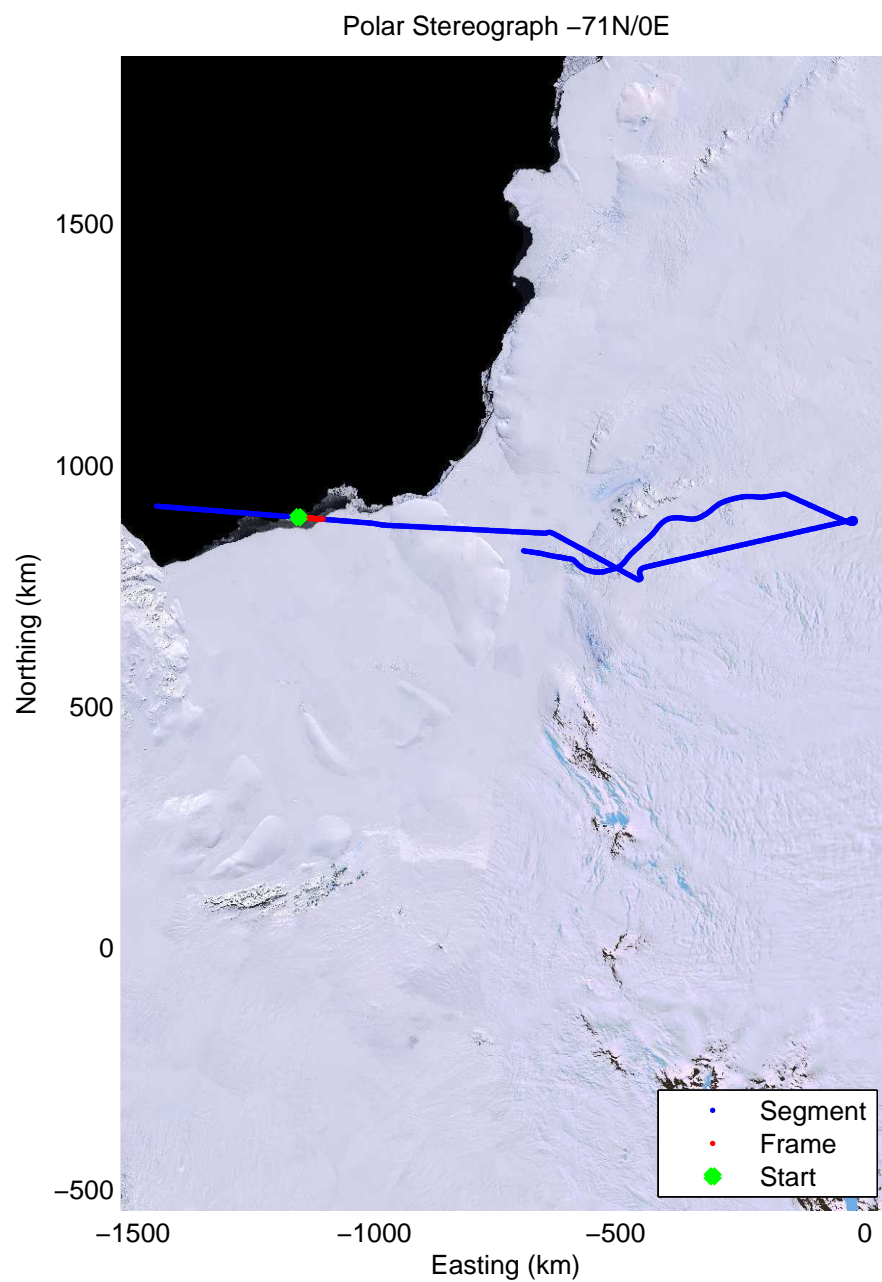 Polar Stereograph −71N/0E
1500
1000
500
0
−500
−1500
−1000
−500
0
Northing (km)
Easting (km)
Segment
Frame
Start